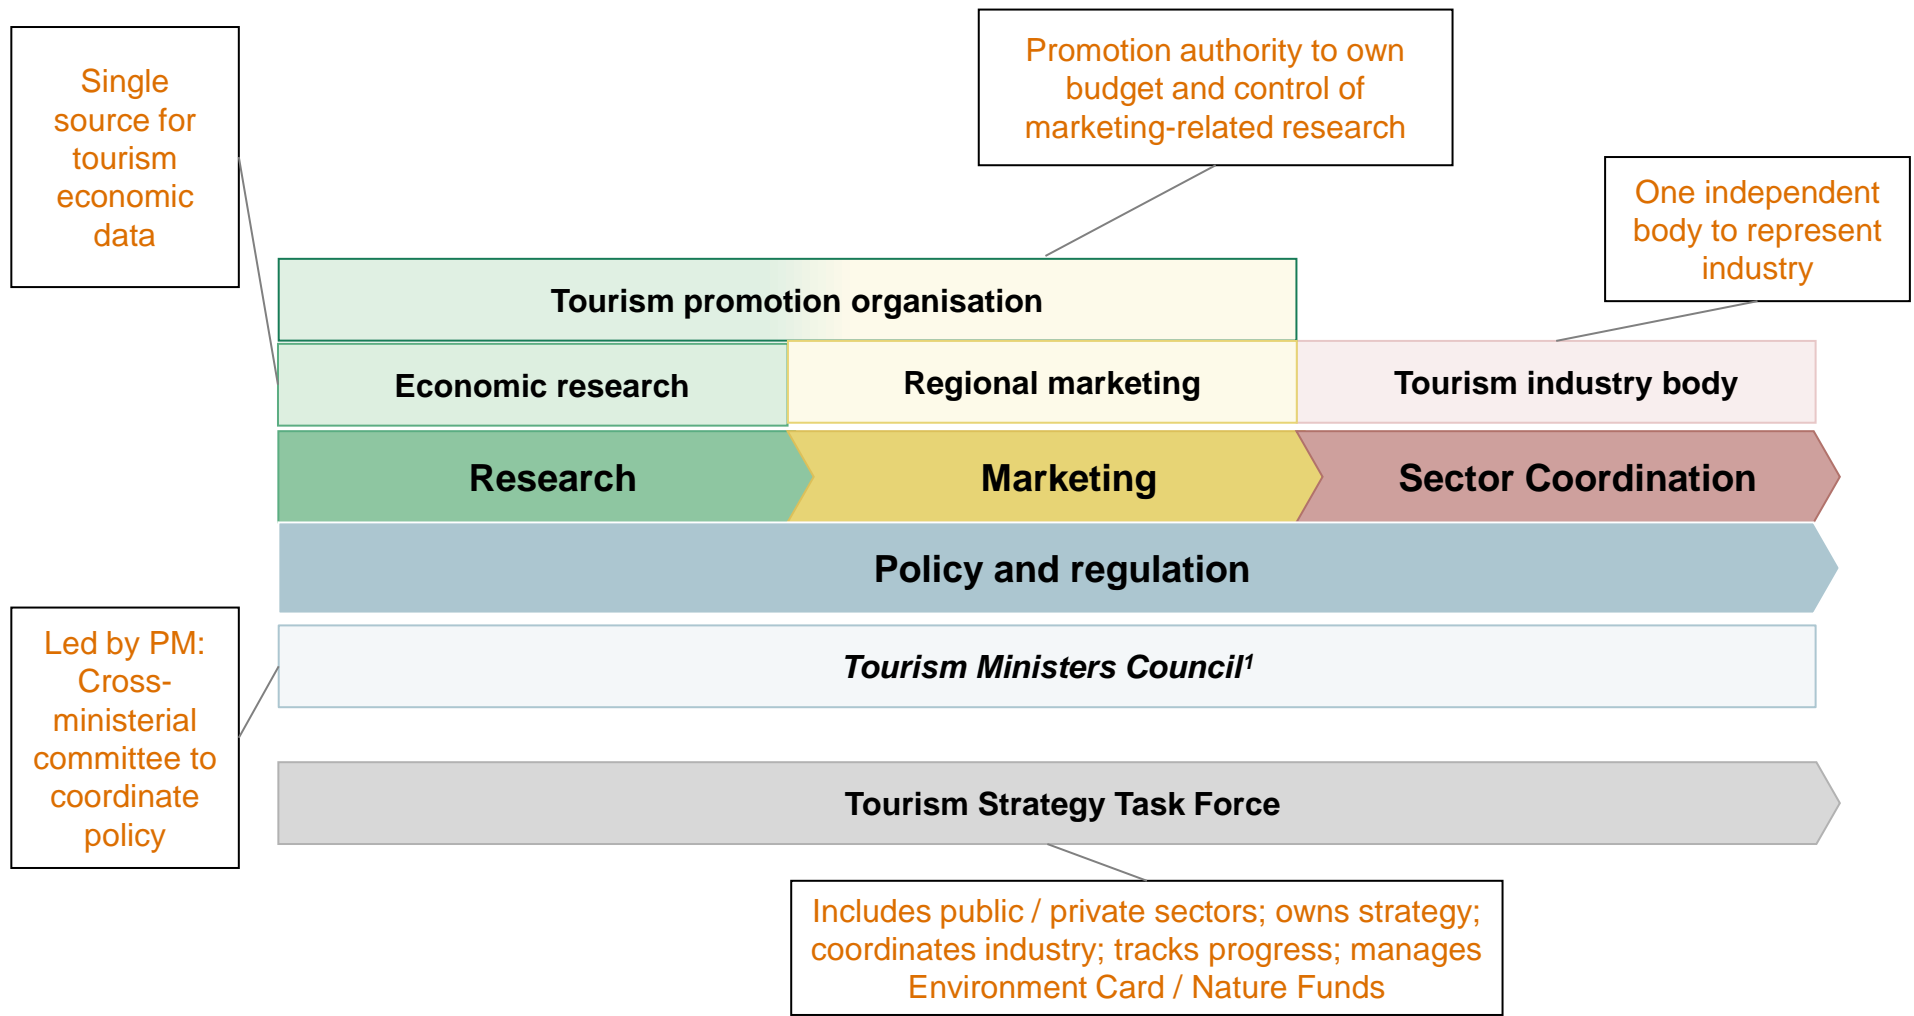 Promotion authority to own
budget and control of
marketing-related research
Single
source for
tourism
economic
data
One independent
body to represent
industry
Tourism promotion organisation
Economic research
Regional marketing
Tourism industry body
Research
Marketing
Sector Coordination
Policy and regulation
Led by PM:
Cross-
ministerial
committee to
coordinate
policy
Tourism Ministers Council¹
Tourism Strategy Task Force
Includes public / private sectors; owns strategy;
coordinates industry; tracks progress; manages
Environment Card / Nature Funds